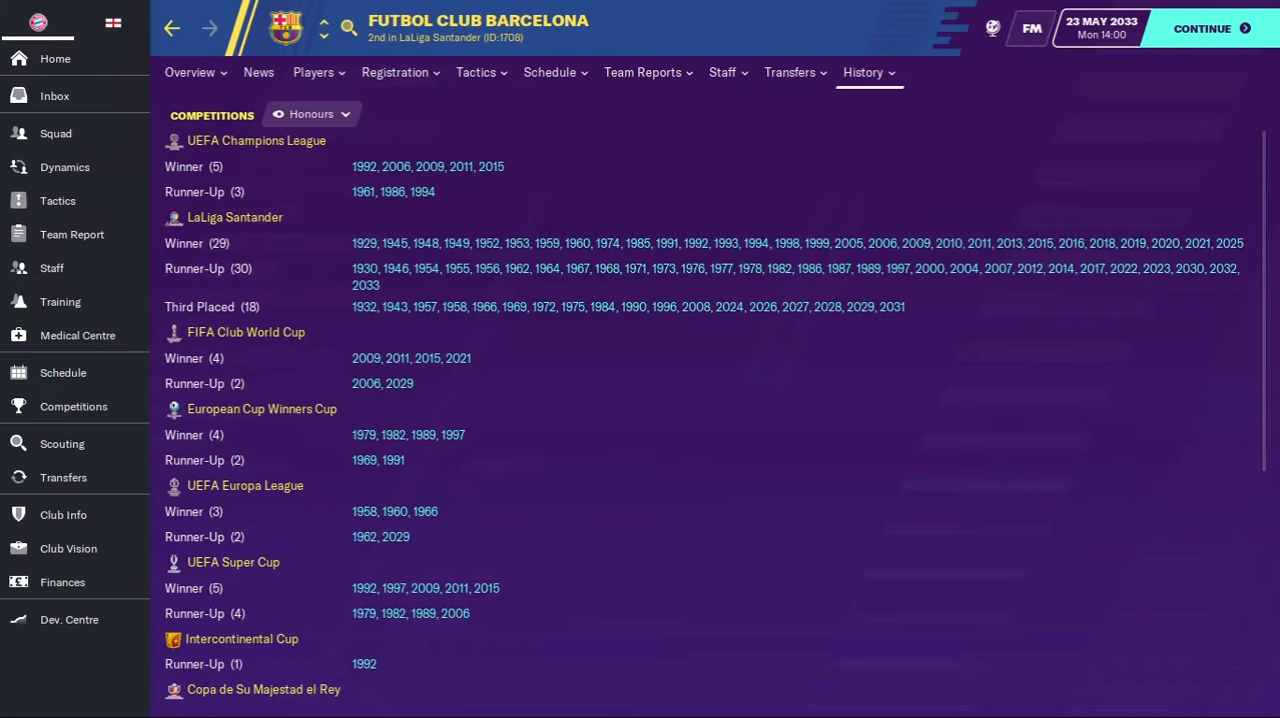 FUTBOL CLUB BARCELONA
2nd in LaLiga Santander (ID:1708)
FM
23 MAY 2033
Mon 14:00
CONTINUE
Home
Inbox
Squad
Dynamics
Tactics
Team Report
Staff
Training
Medical Centre
Schedule
Competitions
Scouting
Transfers
Club Info
Club Vision
Finances
Dev. Centre
Overview News Players Registration Tactics Schedule Team Reports Staff Transfers History
COMPETITIONS Honours
UEFA Champions League
Winner (5) 1992, 2006, 2009, 2011, 2015
Runner-Up (3) 1961, 1986, 1994
LaLiga Santander
Winner (29) 1929, 1945, 1948, 1949, 1952, 1953, 1959, 1960, 1974, 1985, 1991, 1992, 1993, 1994, 1998, 1999, 2005, 2006, 2009, 2010, 2011, 2013, 2015, 2016, 2018, 2019, 2020, 2021, 2025
Runner-Up (30) 1930, 1946, 1954, 1955, 1956, 1962, 1964, 1967, 1968, 1971, 1973, 1976, 1977, 1978, 1982, 1986, 1987, 1989, 1997, 2000, 2004, 2007, 2012, 2014, 2017, 2022, 2023, 2030, 2032,
2033
Third Placed (18) 1932, 1943, 1957, 1958, 1966, 1969, 1972, 1975, 1984, 1990, 1996, 2008, 2024, 2026, 2027, 2028, 2029, 2031
FIFA Club World Cup
Winner (4) 2009, 2011, 2015, 2021
Runner-Up (2) 2006, 2029
European Cup Winners Cup
Winner (4) 1979, 1982, 1989, 1997
Runner-Up (2) 1969, 1991
UEFA Europa League
Winner (3) 1958, 1960, 1966
Runner-Up (2) 1962, 2029
UEFA Super Cup
Winner (5) 1992, 1997, 2009, 2011, 2015
Runner-Up (4) 1979, 1982, 1989, 2006
Intercontinental Cup
Runner-Up (1) 1992
Copa de Su Majestad el Rey